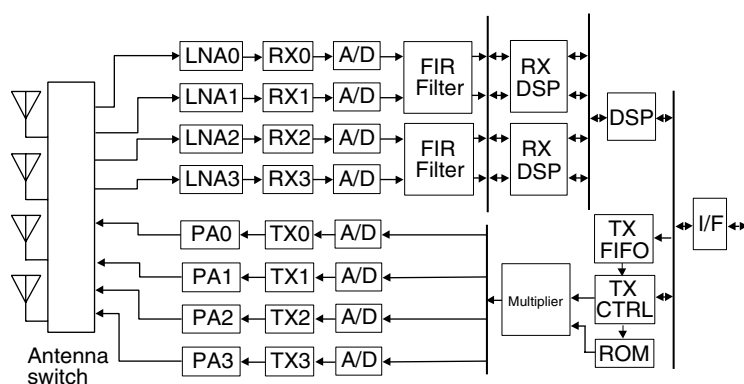 LNA0 RX0 A/D
LNA1 RX1 A/D
FIR
Filter
RX
DSP
LNA2 RX2 A/D
LNA3 RX3 A/D
FIR
Filter
RX
DSP
DSP
I/F
PA0 TX0 A/D
PA1 TX1 A/D
PA2 TX2 A/D
PA3 TX3 A/D
Multiplier
TX
FIFO
TX
CTRL
ROM
Antenna
switch